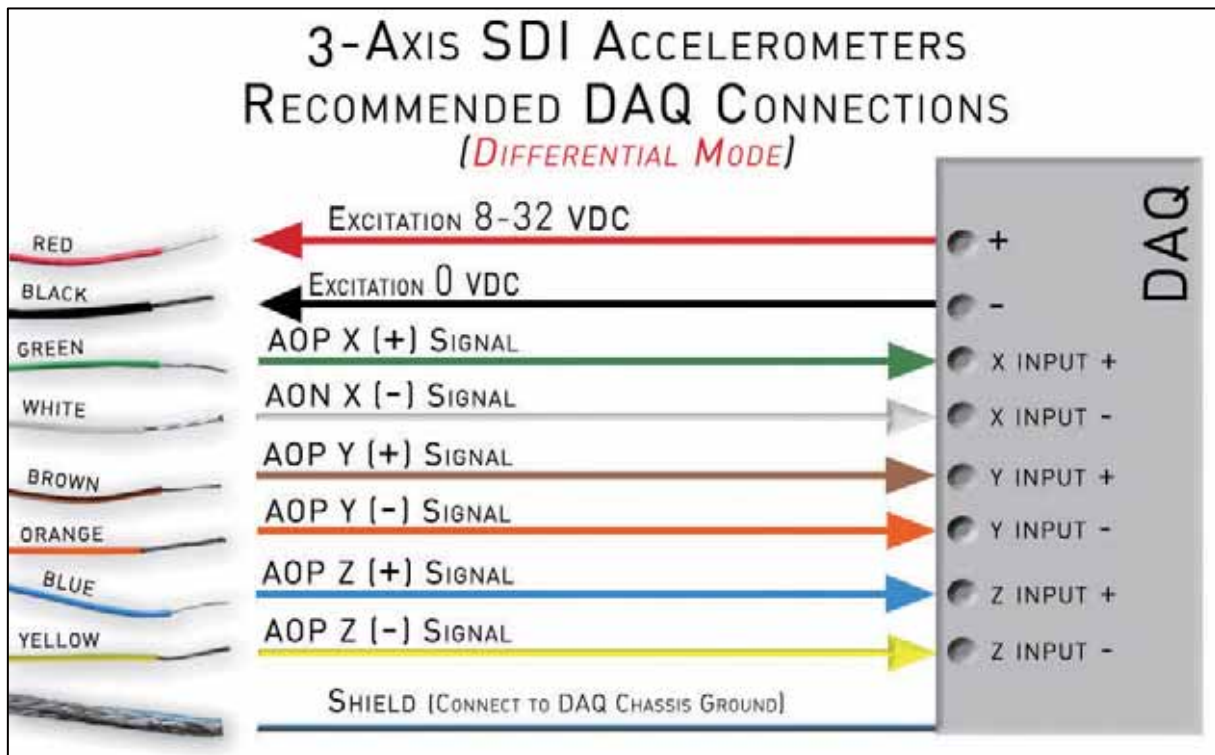 3-AXIS SDI ACCELEROMETERS
RECOMMENDED DAQ CONNECTIONS
(DIFFERENTIAL MODE)
DAQ
RED
EXCITATION 8-32 VDC
+
BLACK
EXCITATION 0 VDC
-
GREEN
AOP X (+) SIGNAL
X INPUT +
WHITE
AON X (-) SIGNAL
X INPUT -
BROWN
AOP Y (+) SIGNAL
Y INPUT +
ORANGE
AOP Y (-) SIGNAL
Y INPUT -
BLUE
AOP Z (+) SIGNAL
Z INPUT +
YELLOW
AOP Z (-) SIGNAL
Z INPUT -
SHIELD (CONNECT TO DAQ CHASSIS GROUND)